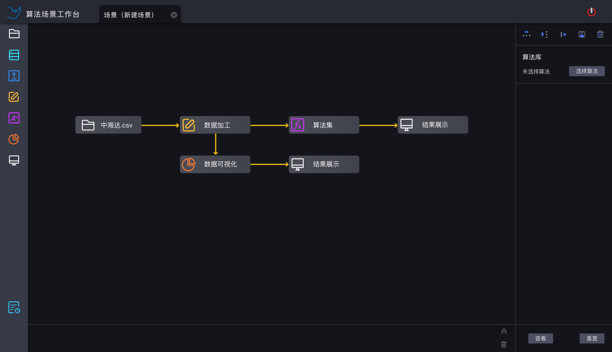 算法场景工作台
场景（新建场景）
算法库
未选择算法
选择算法
中海达.csv
数据加工
算法集
结果展示
数据可视化
结果展示
查看
重置